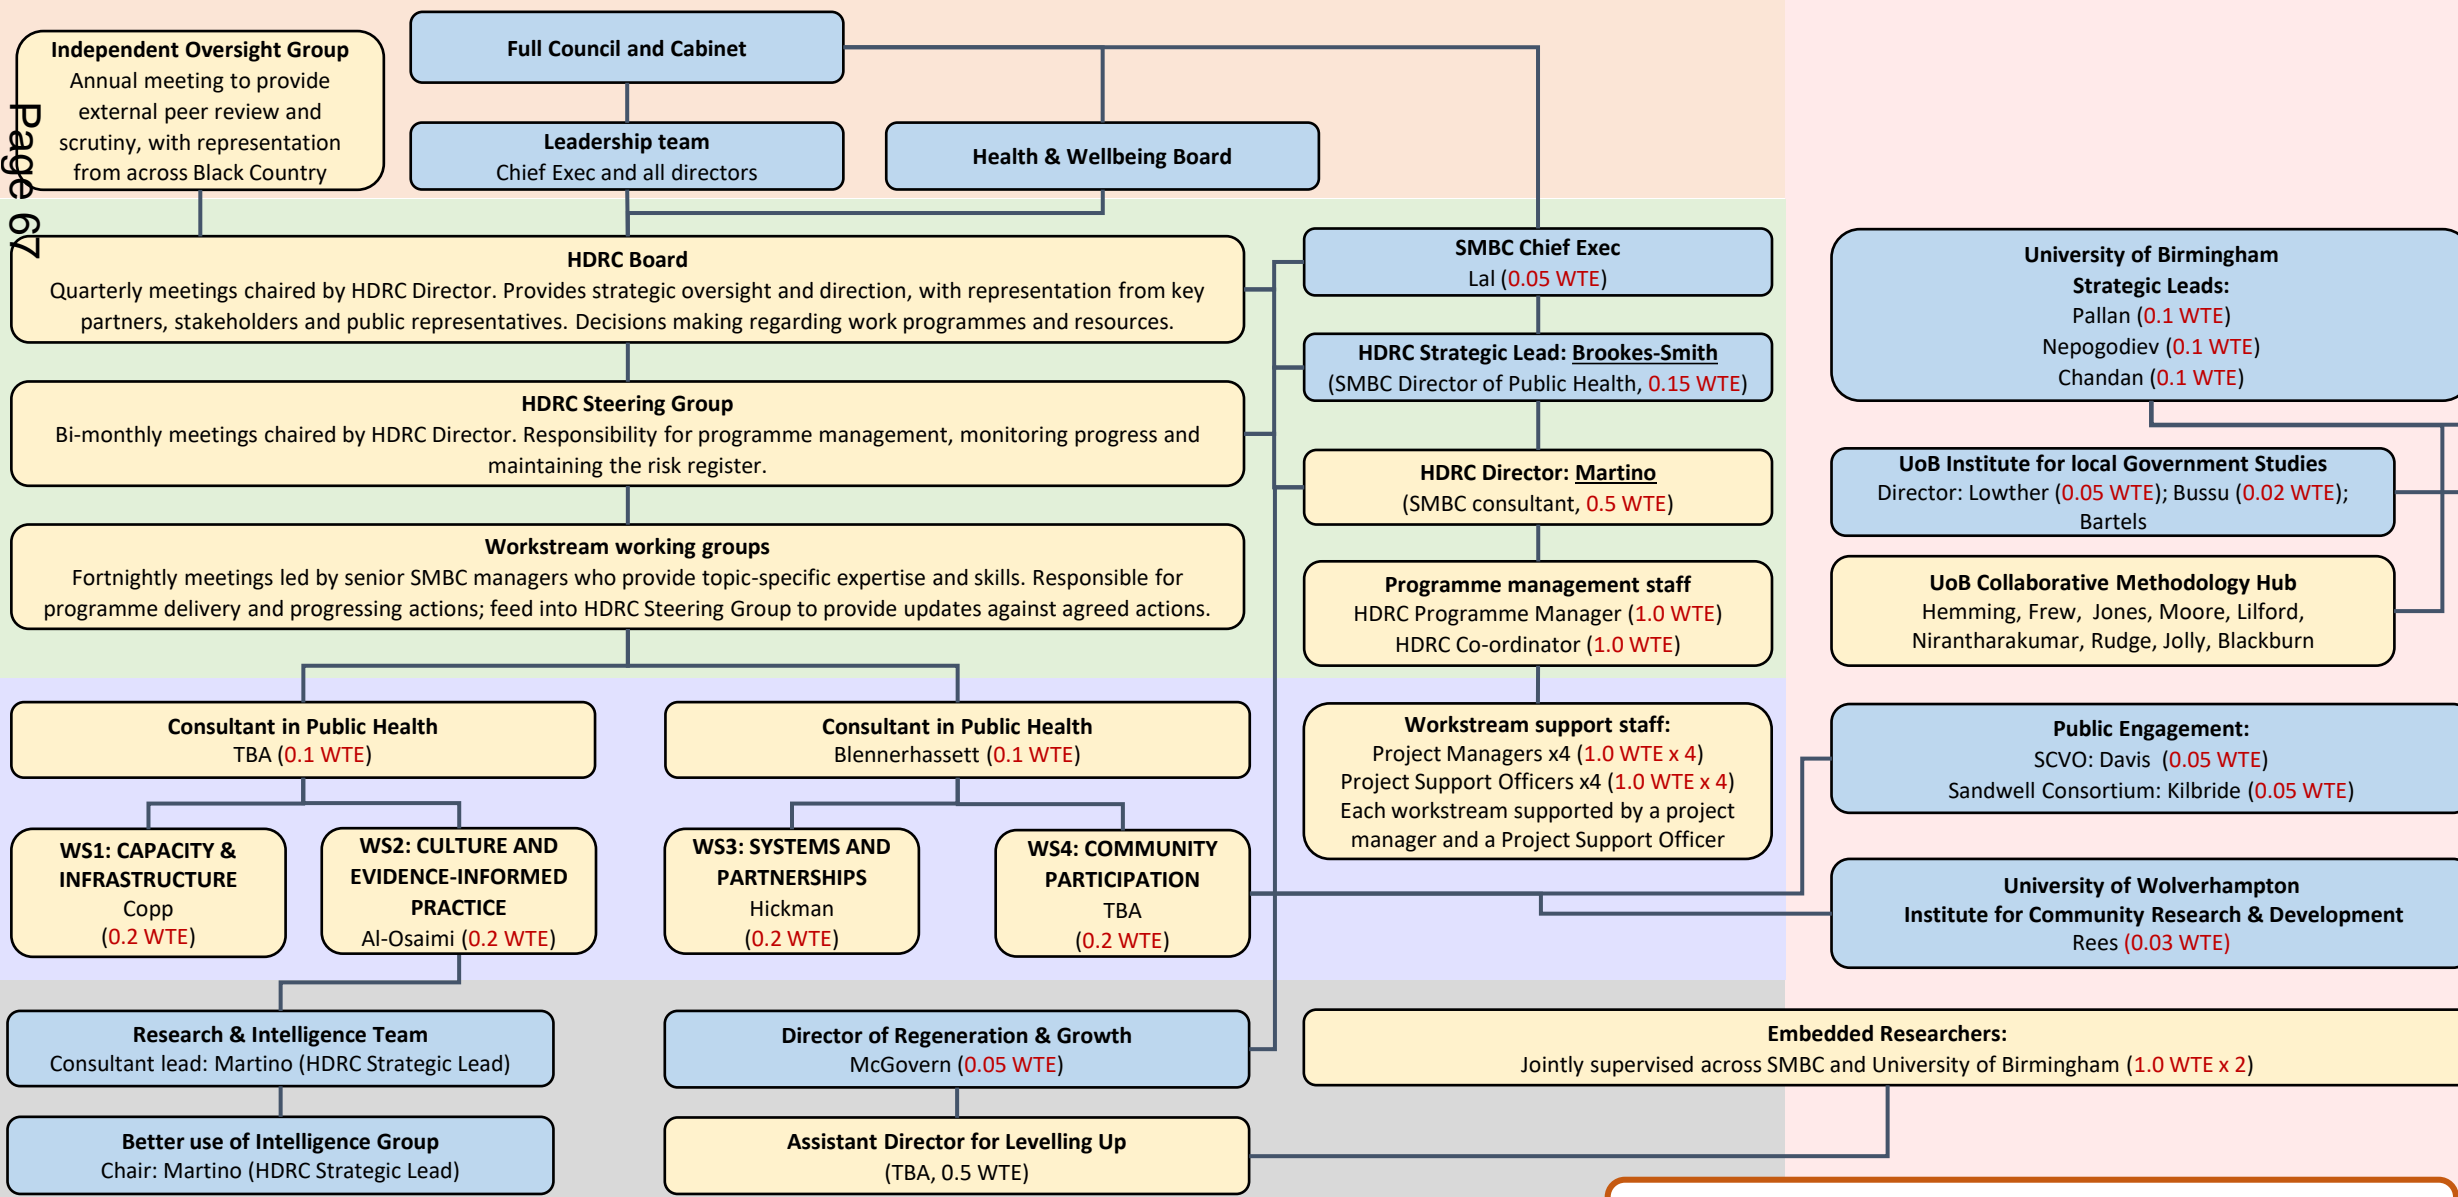 Page 67
Independent Oversight Group
Annual meeting to provide
external peer review and
scrutiny, with representation
from across Black Country
Full Council and Cabinet
Leadership team
Chief Exec and all directors
Health & Wellbeing Board
HDRC Board
Quarterly meetings chaired by HDRC Director. Provides strategic oversight and direction, with representation from key
partners, stakeholders and public representatives. Decisions making regarding work programmes and resources.
HDRC Steering Group
Bi-monthly meetings chaired by HDRC Director. Responsibility for programme management, monitoring progress and
maintaining the risk register.
Workstream working groups
Fortnightly meetings led by senior SMBC managers who provide topic-specific expertise and skills. Responsible for
programme delivery and progressing actions; feed into HDRC Steering Group to provide updates against agreed actions.
SMBC Chief Exec
Lal (0.05 WTE)
HDRC Strategic Lead: Brookes-Smith
(SMBC Director of Public Health, 0.15 WTE)
HDRC Director: Martino
(SMBC consultant, 0.5 WTE)
Programme management staff
HDRC Programme Manager (1.0 WTE)
HDRC Co-ordinator (1.0 WTE)
Workstream support staff:
Project Managers x4 (1.0 WTE x 4)
Project Support Officers x4 (1.0 WTE x 4)
Each workstream supported by a project
manager and a Project Support Officer
University of Birmingham
Strategic Leads:
Pallan (0.1 WTE)
Nepogodiev (0.1 WTE)
Chandan (0.1 WTE)
UoB Institute for local Government Studies
Director: Lowther (0.05 WTE); Bussu (0.02 WTE);
Bartels
UoB Collaborative Methodology Hub
Hemming, Frew, Jones, Moore, Lilford,
Nirantharakumar, Rudge, Jolly, Blackburn
Public Engagement:
SCVO: Davis (0.05 WTE)
Sandwell Consortium: Kilbride (0.05 WTE)
University of Wolverhampton
Institute for Community Research & Development
Rees (0.03 WTE)
Consultant in Public Health
TBA (0.1 WTE)
Consultant in Public Health
Blennerhassett (0.1 WTE)
WS1: CAPACITY &
INFRASTRUCTURE
Copp
(0.2 WTE)
WS2: CULTURE AND
EVIDENCE-INFORMED
PRACTICE
Al-Osaimi (0.2 WTE)
WS3: SYSTEMS AND
PARTNERSHIPS
Hickman
(0.2 WTE)
WS4: COMMUNITY
PARTICIPATION
TBA
(0.2 WTE)
Research & Intelligence Team
Consultant lead: Martino (HDRC Strategic Lead)
Better use of Intelligence Group
Chair: Martino (HDRC Strategic Lead)
Director of Regeneration & Growth
McGovern (0.05 WTE)
Assistant Director for Levelling Up
(TBA, 0.5 WTE)
Embedded Researchers:
Jointly supervised across SMBC and University of Birmingham (1.0 WTE x 2)